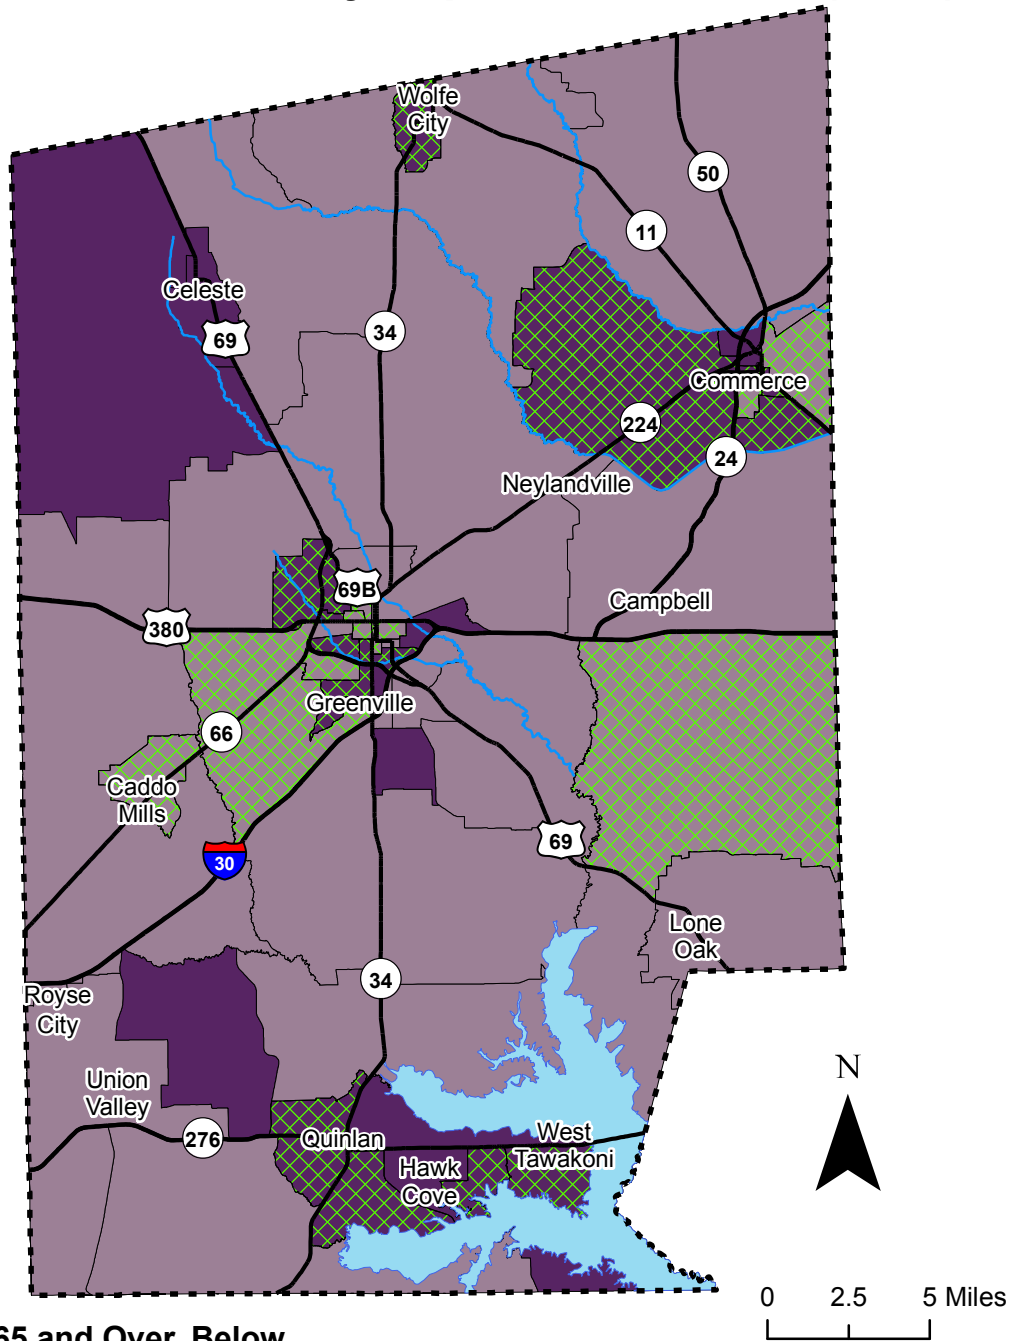 Wolfe
City
50
11
Celeste
69
34
Commerce
224
24
Neylandville
69B
Campbell
380
Greenville
66
Caddo
Mills
69
30
Lone
Oak
34
Royse
City
N
Union
Valley
276
Quinlan
West
Tawakoni
Hawk
Cove
0 2.5 5 Miles
65 and Over, Below